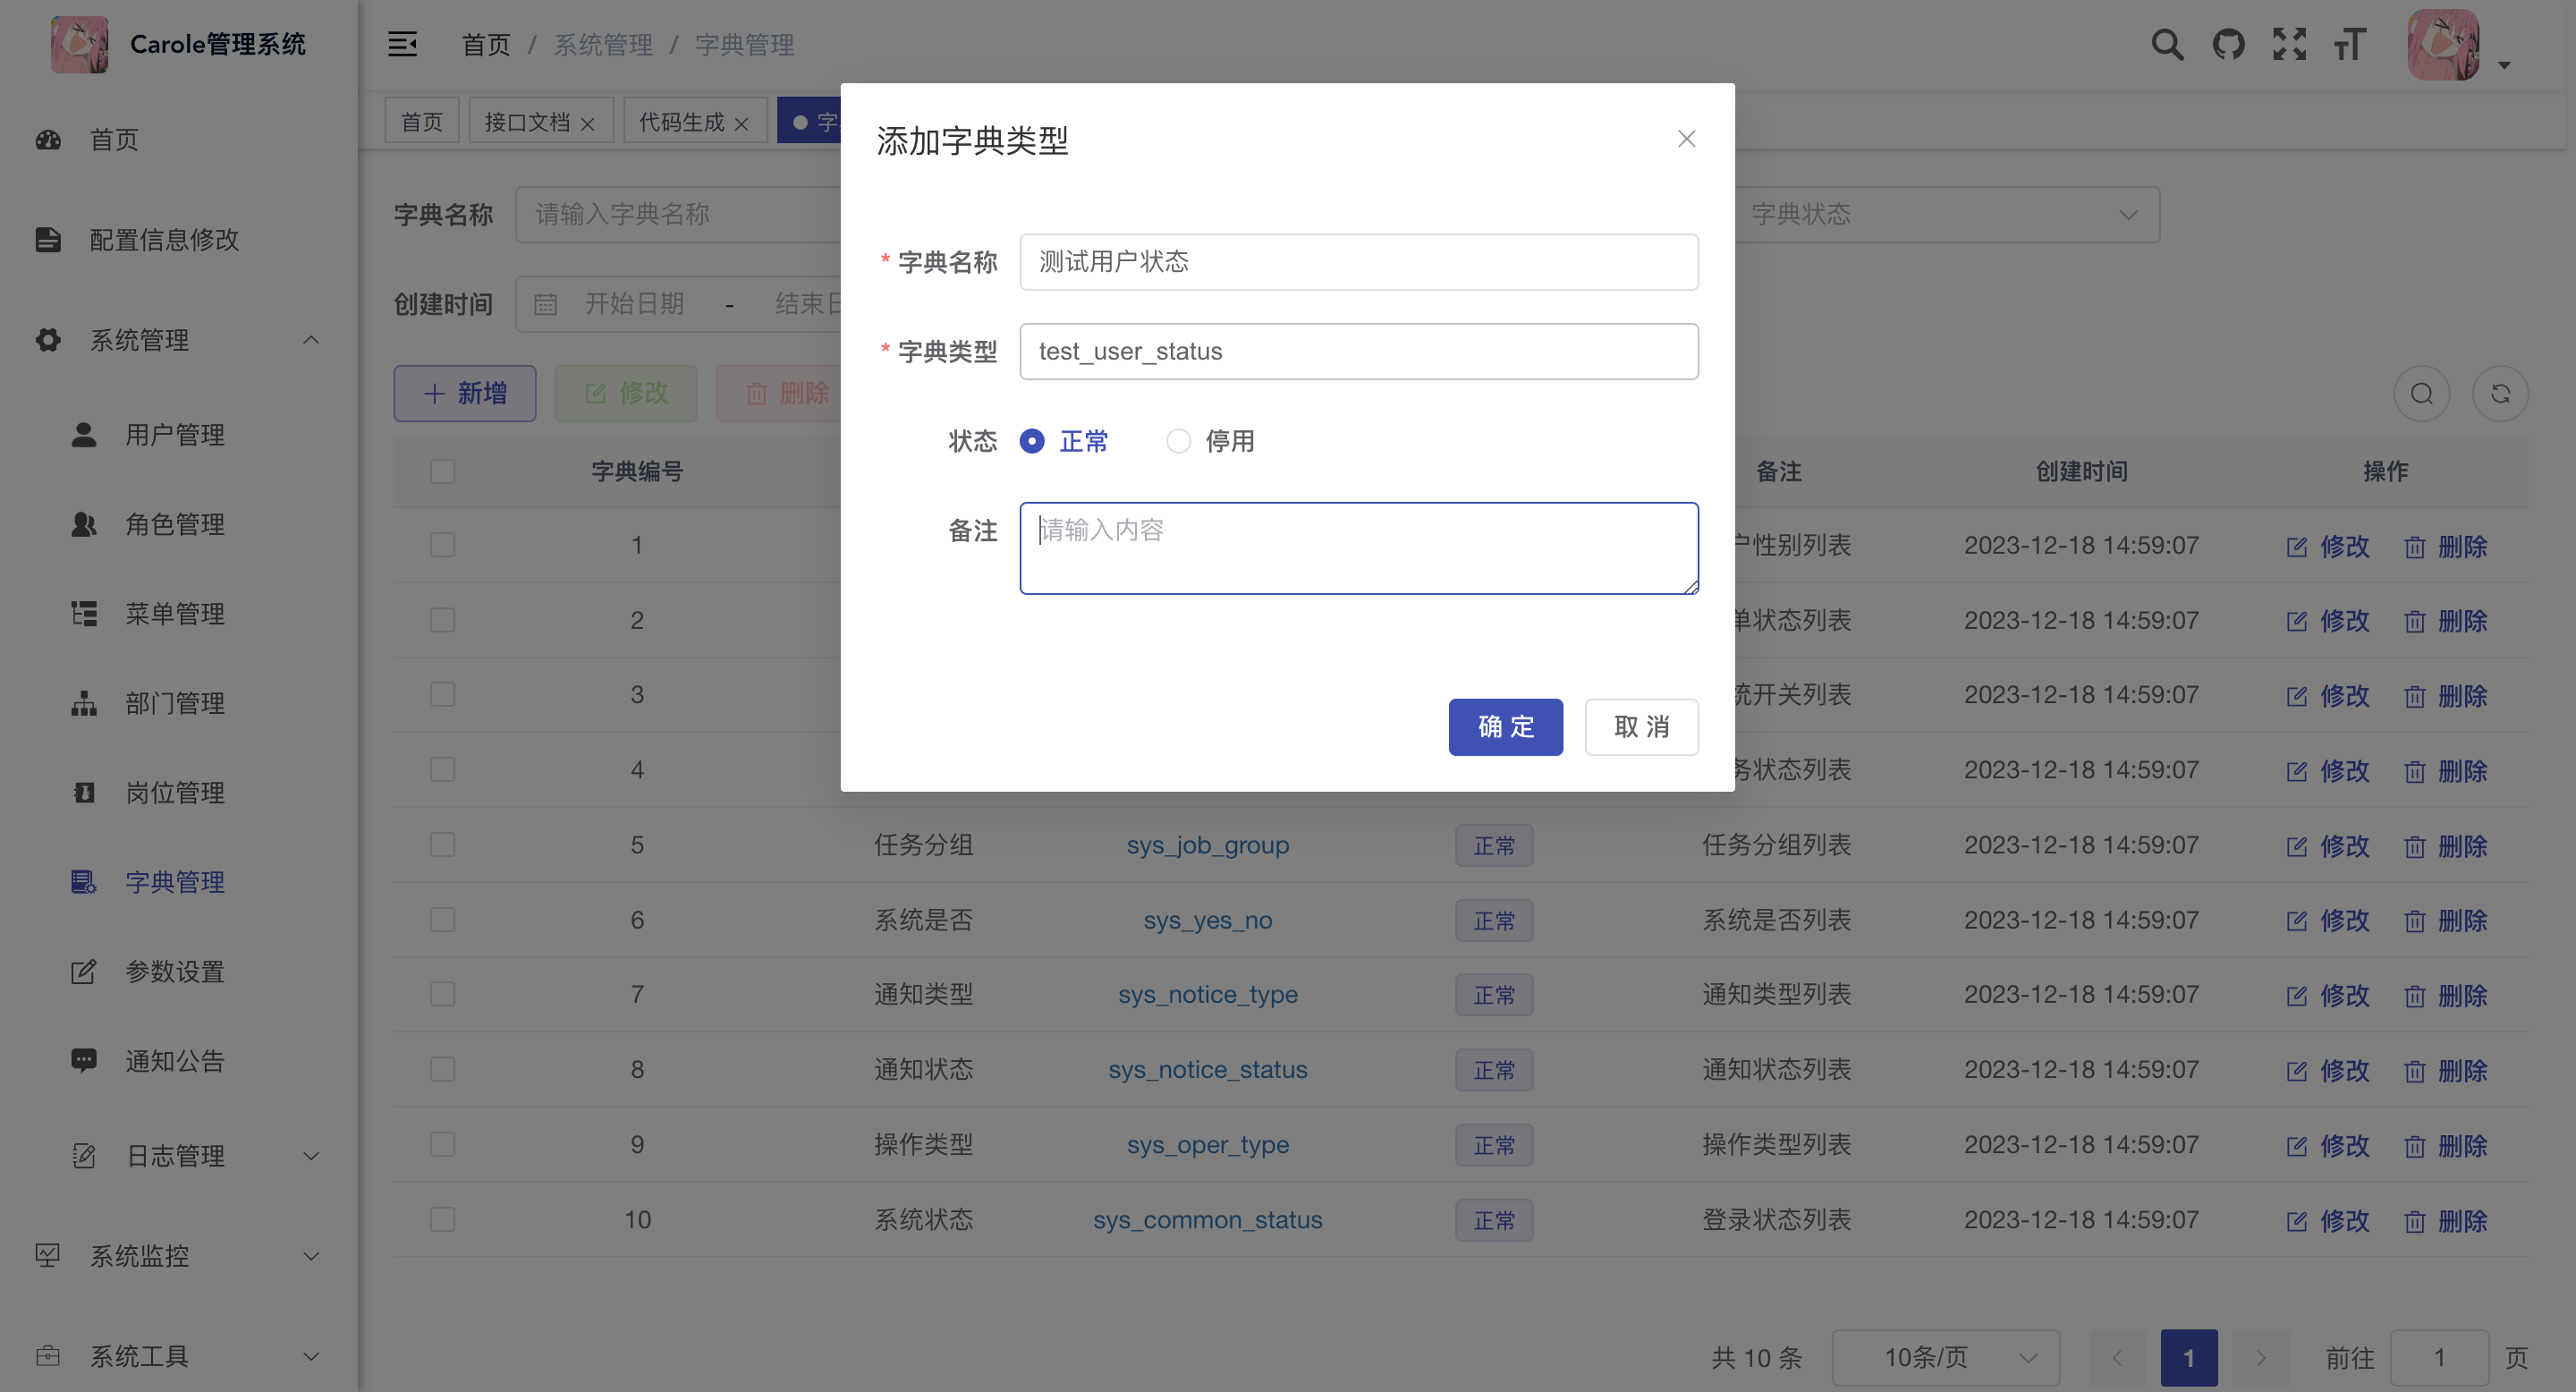 Carole管理系统
首页 / 系统管理 / 字典管理
首页
配置信息修改
系统管理
用户管理
角色管理
菜单管理
部门管理
岗位管理
字典管理
参数设置
通知公告
日志管理
系统监控
系统工具
首页 接口文档 代码生成 字
字典名称 请输入字典名称 字典状态
创建时间 开始日期 - 结束日
新增 修改 删除
添加字典类型
* 字典名称 测试用户状态
* 字典类型 test_user_status
状态 正常 停用
备注 请输入内容
确 定 取 消
字典编号 备注 创建时间 操作
1 户性别列表 2023-12-18 14:59:07 修改 删除
2 单状态列表 2023-12-18 14:59:07 修改 删除
3 统开关列表 2023-12-18 14:59:07 修改 删除
4 务状态列表 2023-12-18 14:59:07 修改 删除
5 任务分组 sys_job_group 正常 任务分组列表 2023-12-18 14:59:07 修改 删除
6 系统是否 sys_yes_no 正常 系统是否列表 2023-12-18 14:59:07 修改 删除
7 通知类型 sys_notice_type 正常 通知类型列表 2023-12-18 14:59:07 修改 删除
8 通知状态 sys_notice_status 正常 通知状态列表 2023-12-18 14:59:07 修改 删除
9 操作类型 sys_oper_type 正常 操作类型列表 2023-12-18 14:59:07 修改 删除
10 系统状态 sys_common_status 正常 登录状态列表 2023-12-18 14:59:07 修改 删除
共 10 条 10条/页 1 前往 1 页